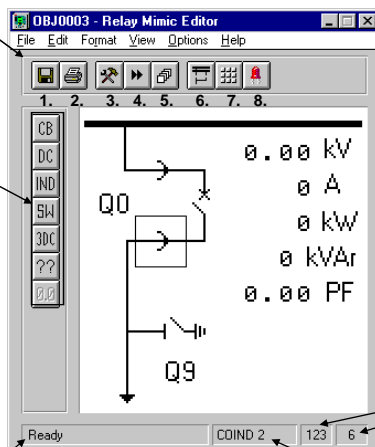 OBJ0003 - Relay Mimic Editor
File Edit Format View Options Help
1. 2. 3. 4. 5. 6. 7. 8.
CB
DC
IND
SW
3DC
??
0.0
0.00 kV
0 A
0 kW
0 kVAr
0.00 PF
Q0
Q9
Ready COIND 2 123 6